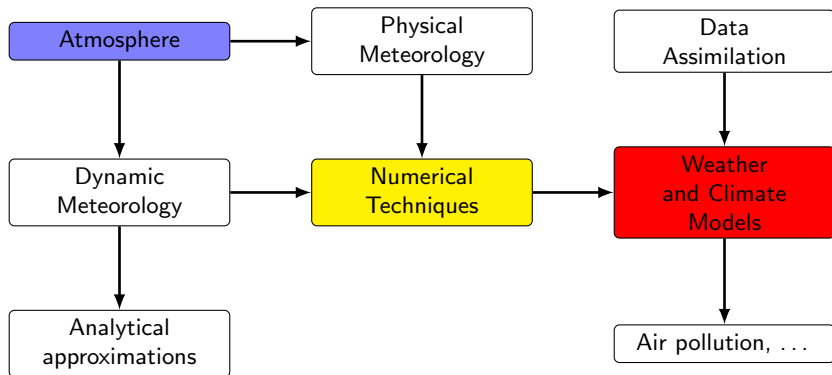 Atmosphere
Physical
Meteorology
Data
Assimilation
Dynamic
Meteorology
Numerical
Techniques
Weather
and Climate
Models
Analytical
approximations
Air pollution, ...